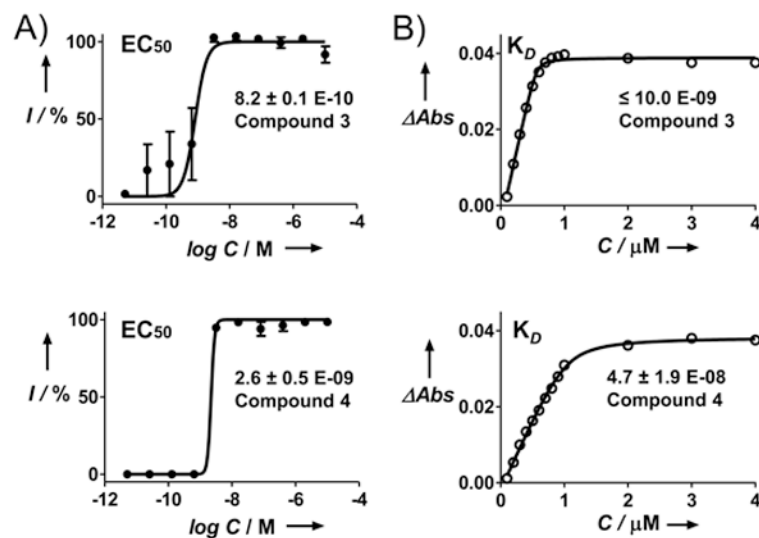 A)
EC50
100
50
0
I / %
8.2 ± 0.1 E-10
Compound 3
-12 -10 -8 -6 -4
log C / M
B)
KD
0.04
0.02
0.00
ΔAbs
≤ 10.0 E-09
Compound 3
0 1 2 3 4
C / μM
EC50
100
50
0
I / %
2.6 ± 0.5 E-09
Compound 4
-12 -10 -8 -6 -4
log C / M
KD
0.04
0.02
0.00
ΔAbs
4.7 ± 1.9 E-08
Compound 4
0 1 2 3 4
C / μM